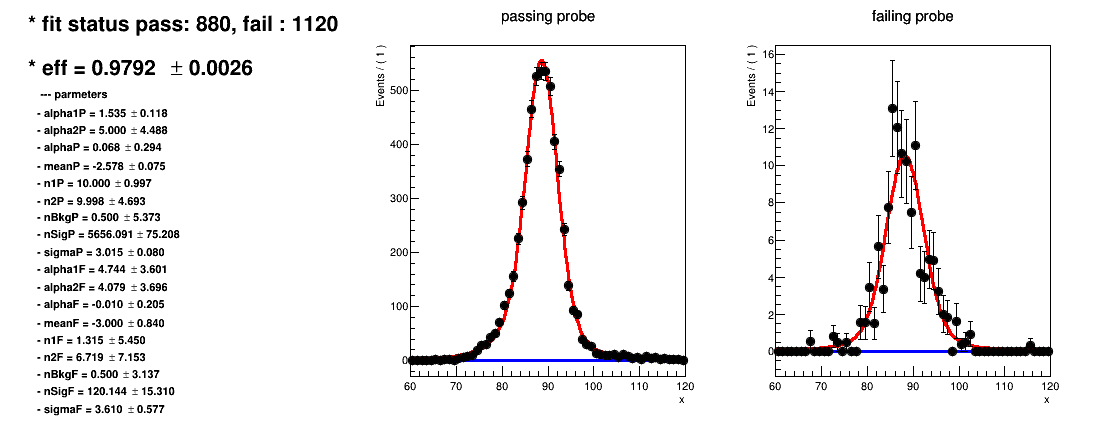 * fit status pass: 880, fail : 1120
* eff = 0.9792 ± 0.0026
--- parmeters
- alpha1P = 1.535 ± 0.118
- alpha2P = 5.000 ± 4.488
- alphaP = 0.068 ± 0.294
- meanP = -2.578 ± 0.075
- n1P = 10.000 ± 0.997
- n2P = 9.998 ± 4.693
- nBkgP = 0.500 ± 5.373
- nSigP = 5656.091 ± 75.208
- sigmaP = 3.015 ± 0.080
- alpha1F = 4.744 ± 3.601
- alpha2F = 4.079 ± 3.696
- alphaF = -0.010 ± 0.205
- meanF = -3.000 ± 0.840
- n1F = 1.315 ± 5.450
- n2F = 6.719 ± 7.153
- nBkgF = 0.500 ± 3.137
- nSigF = 120.144 ± 15.310
- sigmaF = 3.610 ± 0.577
passing probe
Events / ( 1 )
500
400
300
200
100
0
60 70 80 90 100 110 120
x
failing probe
Events / ( 1 )
16
14
12
10
8
6
4
2
0
60 70 80 90 100 110 120
x